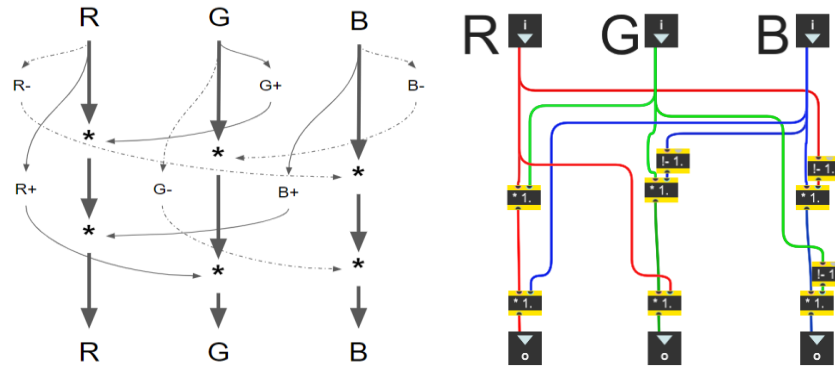 R G B
R- G+ B-
*
*
*
R+ G- B+
*
*
*
R G B
R G B
i i i
!- 1.
!- 1.
* 1. * 1. * 1.
!- 1
* 1. * 1. * 1.
o o o